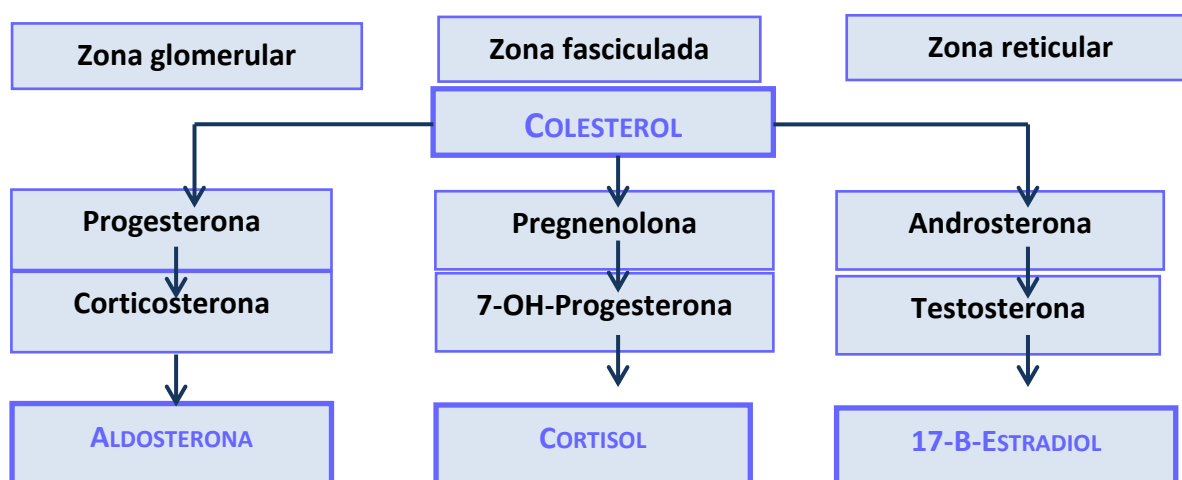 Zona glomerular
Zona fasciculada
Zona reticular
COLESTEROL
Progesterona
Pregnenolona
Androsterona
Corticosterona
7-OH-Progesterona
Testosterona
ALDOSTERONA
CORTISOL
17-B-ESTRADIOL